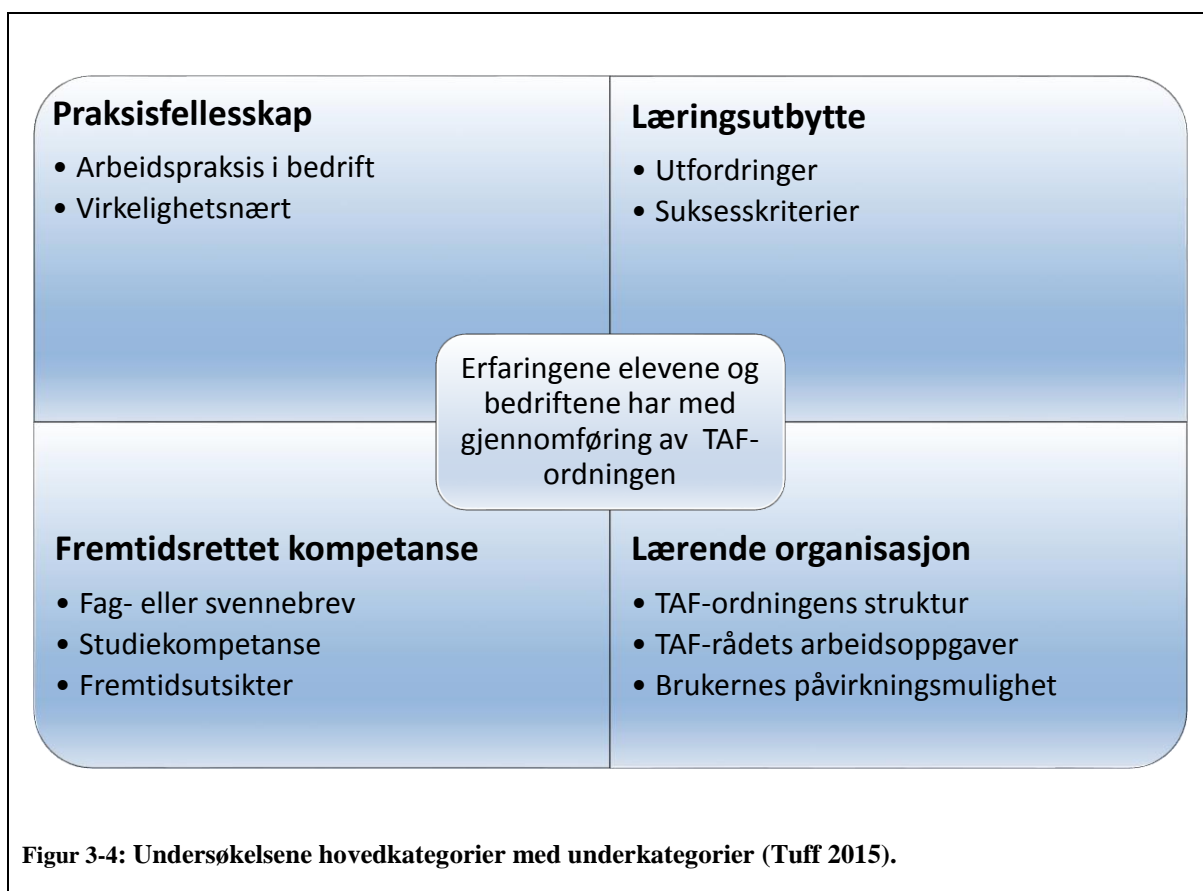 Praksisfellesskap
• Arbeidspraksis i bedrift
• Virkelighetsnært
Læringsutbytte
• Utfordringer
• Suksesskriterier
Erfaringene elevene og
bedriftene har med
gjennomføring av TAF-
ordningen
Fremtidsrettet kompetanse
• Fag- eller svennebrev
• Studiekompetanse
• Fremtidsutsikter
Lærende organisasjon
• TAF-ordningens struktur
• TAF-rådets arbeidsoppgaver
• Brukernes påvirkningsmulighet
Figur 3-4: Undersøkelsene hovedkategorier med underkategorier (Tuff 2015).